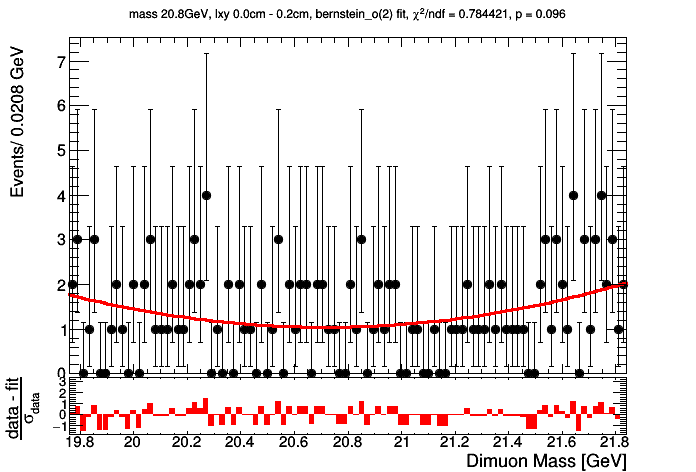 mass 20.8GeV, lxy 0.0cm - 0.2cm, bernstein_o(2) fit, χ²/ndf = 0.784421, p = 0.096
Events/ 0.0208 GeV
7
6
5
4
3
2
1
0
data - fit
σdata
3
2
1
0
−1
19.8 20 20.2 20.4 20.6 20.8 21 21.2 21.4 21.6 21.8
Dimuon Mass [GeV]